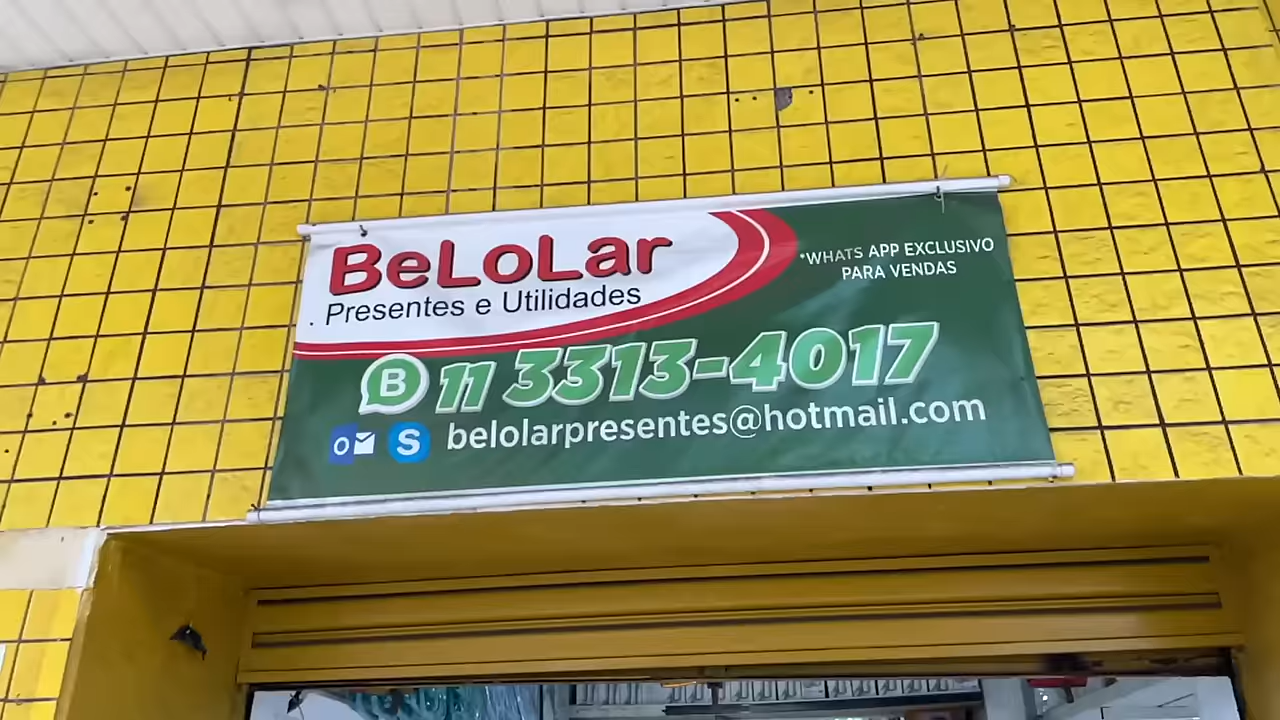 BeLoLar
Presentes e Utilidades
*WHATS APP EXCLUSIVO
PARA VENDAS
B 11 3313-4017
O S belolarpresentes@hotmail.com